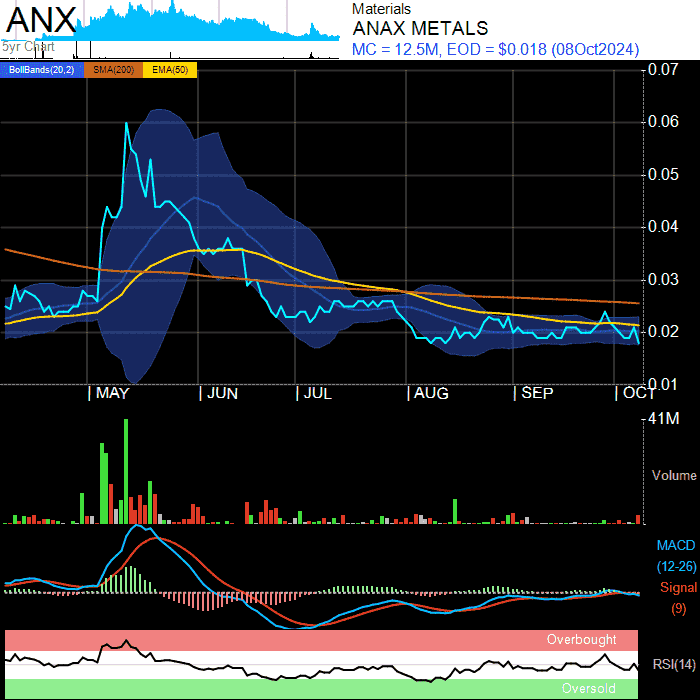 ANX
5yr Chart
Materials
ANAX METALS
MC = 12.5M, EOD = $0.018 (08Oct2024)
BollBands(20,2) SMA(200) EMA(50)
0.07
0.06
0.05
0.04
0.03
0.02
0.01
MAY JUN JUL AUG SEP OCT
41M
Volume
MACD
(12-26)
Signal
(9)
Overbought
RSI(14)
Oversold